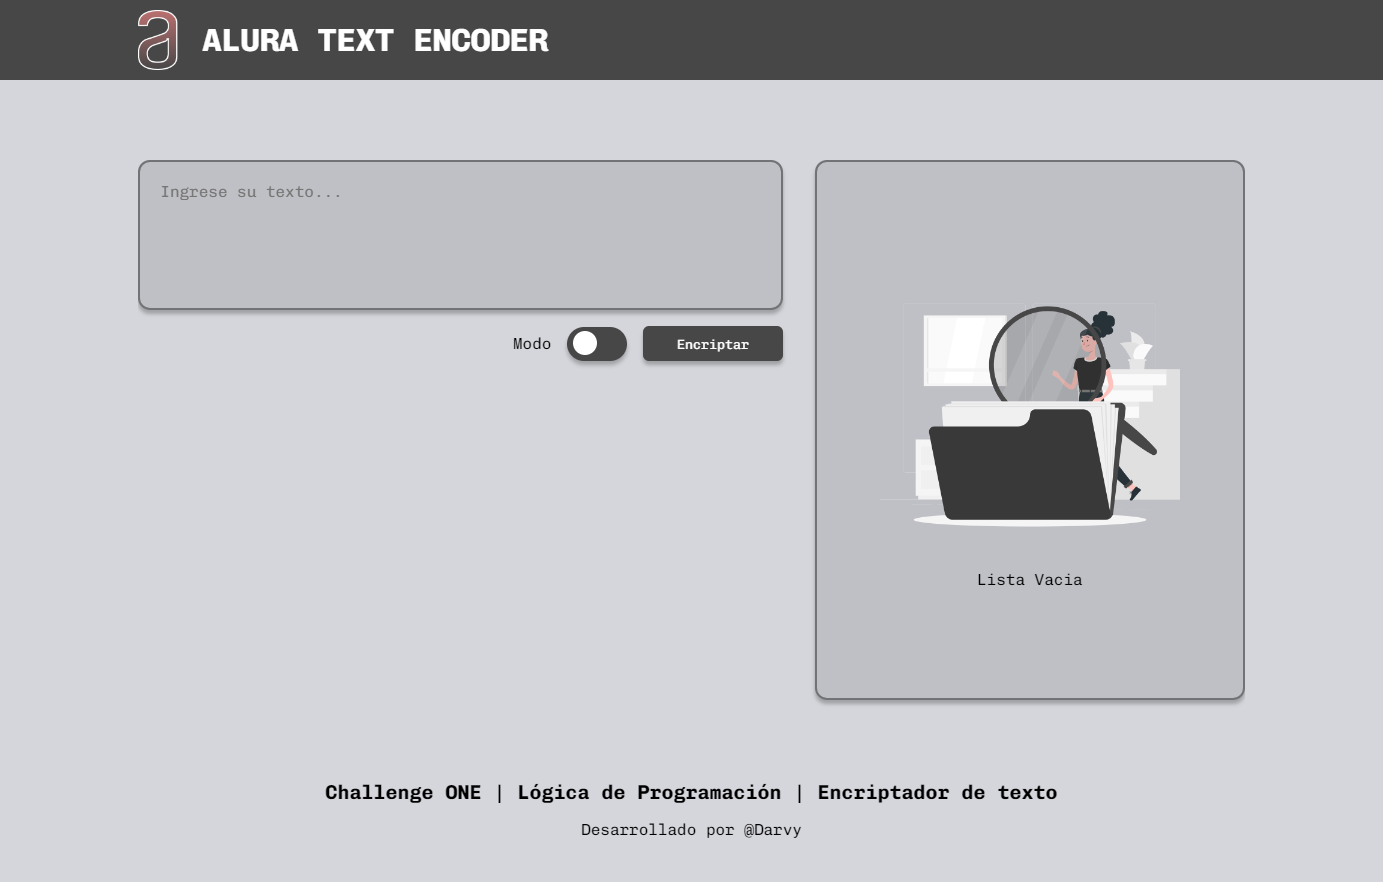 ALURA TEXT ENCODER
Ingrese su texto...
Modo
Encriptar
Lista Vacia
Challenge ONE | Lógica de Programación | Encriptador de texto
Desarrollado por @Darvy